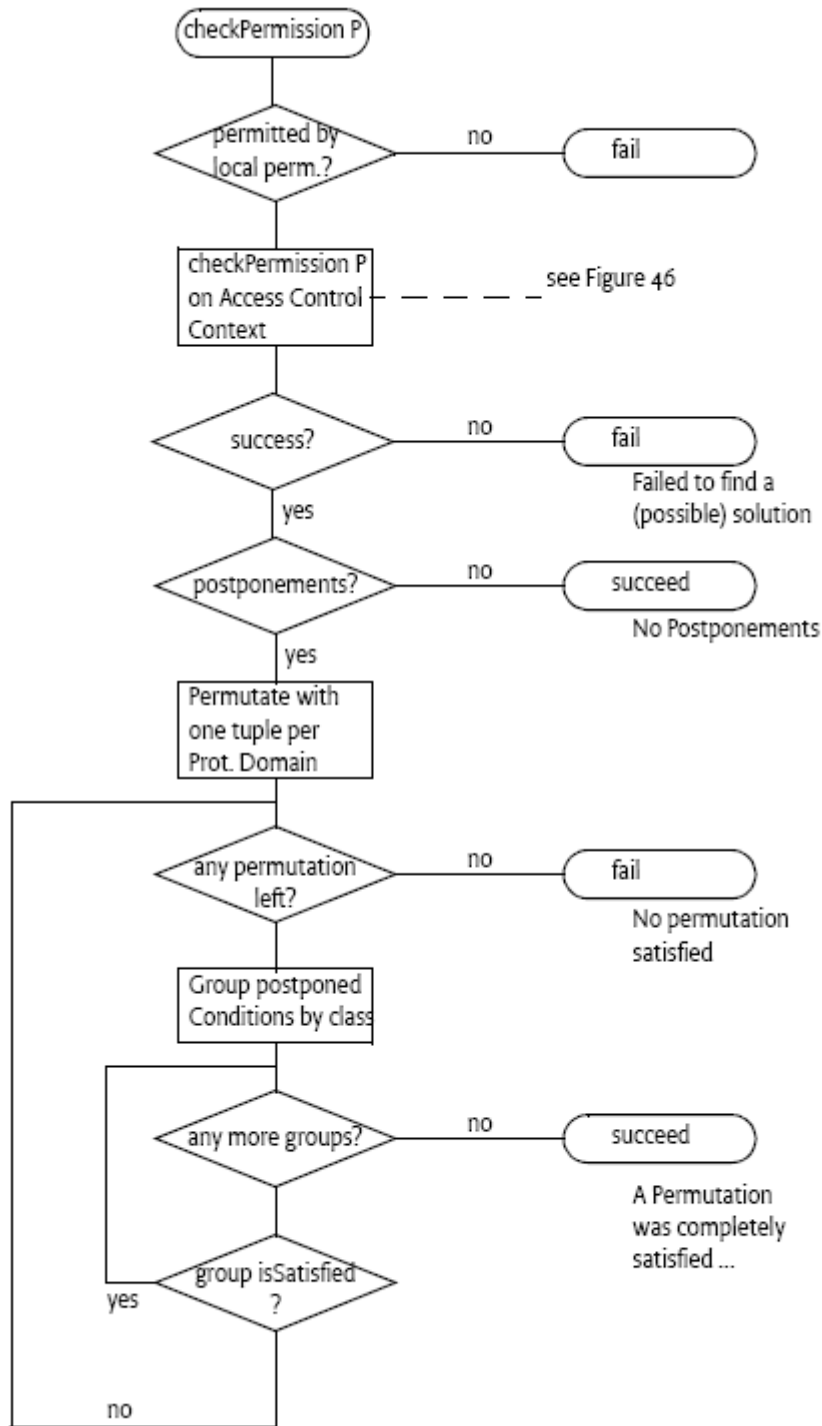 checkPermission P
permitted by
local perm.?
no
fail
checkPermission P
on Access Control
Context
see Figure 46
success?
no
fail
Failed to find a
(possible) solution
yes
postponements?
no
succeed
No Postponements
yes
Permutate with
one tuple per
Prot. Domain
any permutation
left?
no
fail
No permutation
satisfied
Group postponed
Conditions by class
any more groups?
no
succeed
A Permutation
was completely
satisfied ...
group isSatisfied
?
yes
no